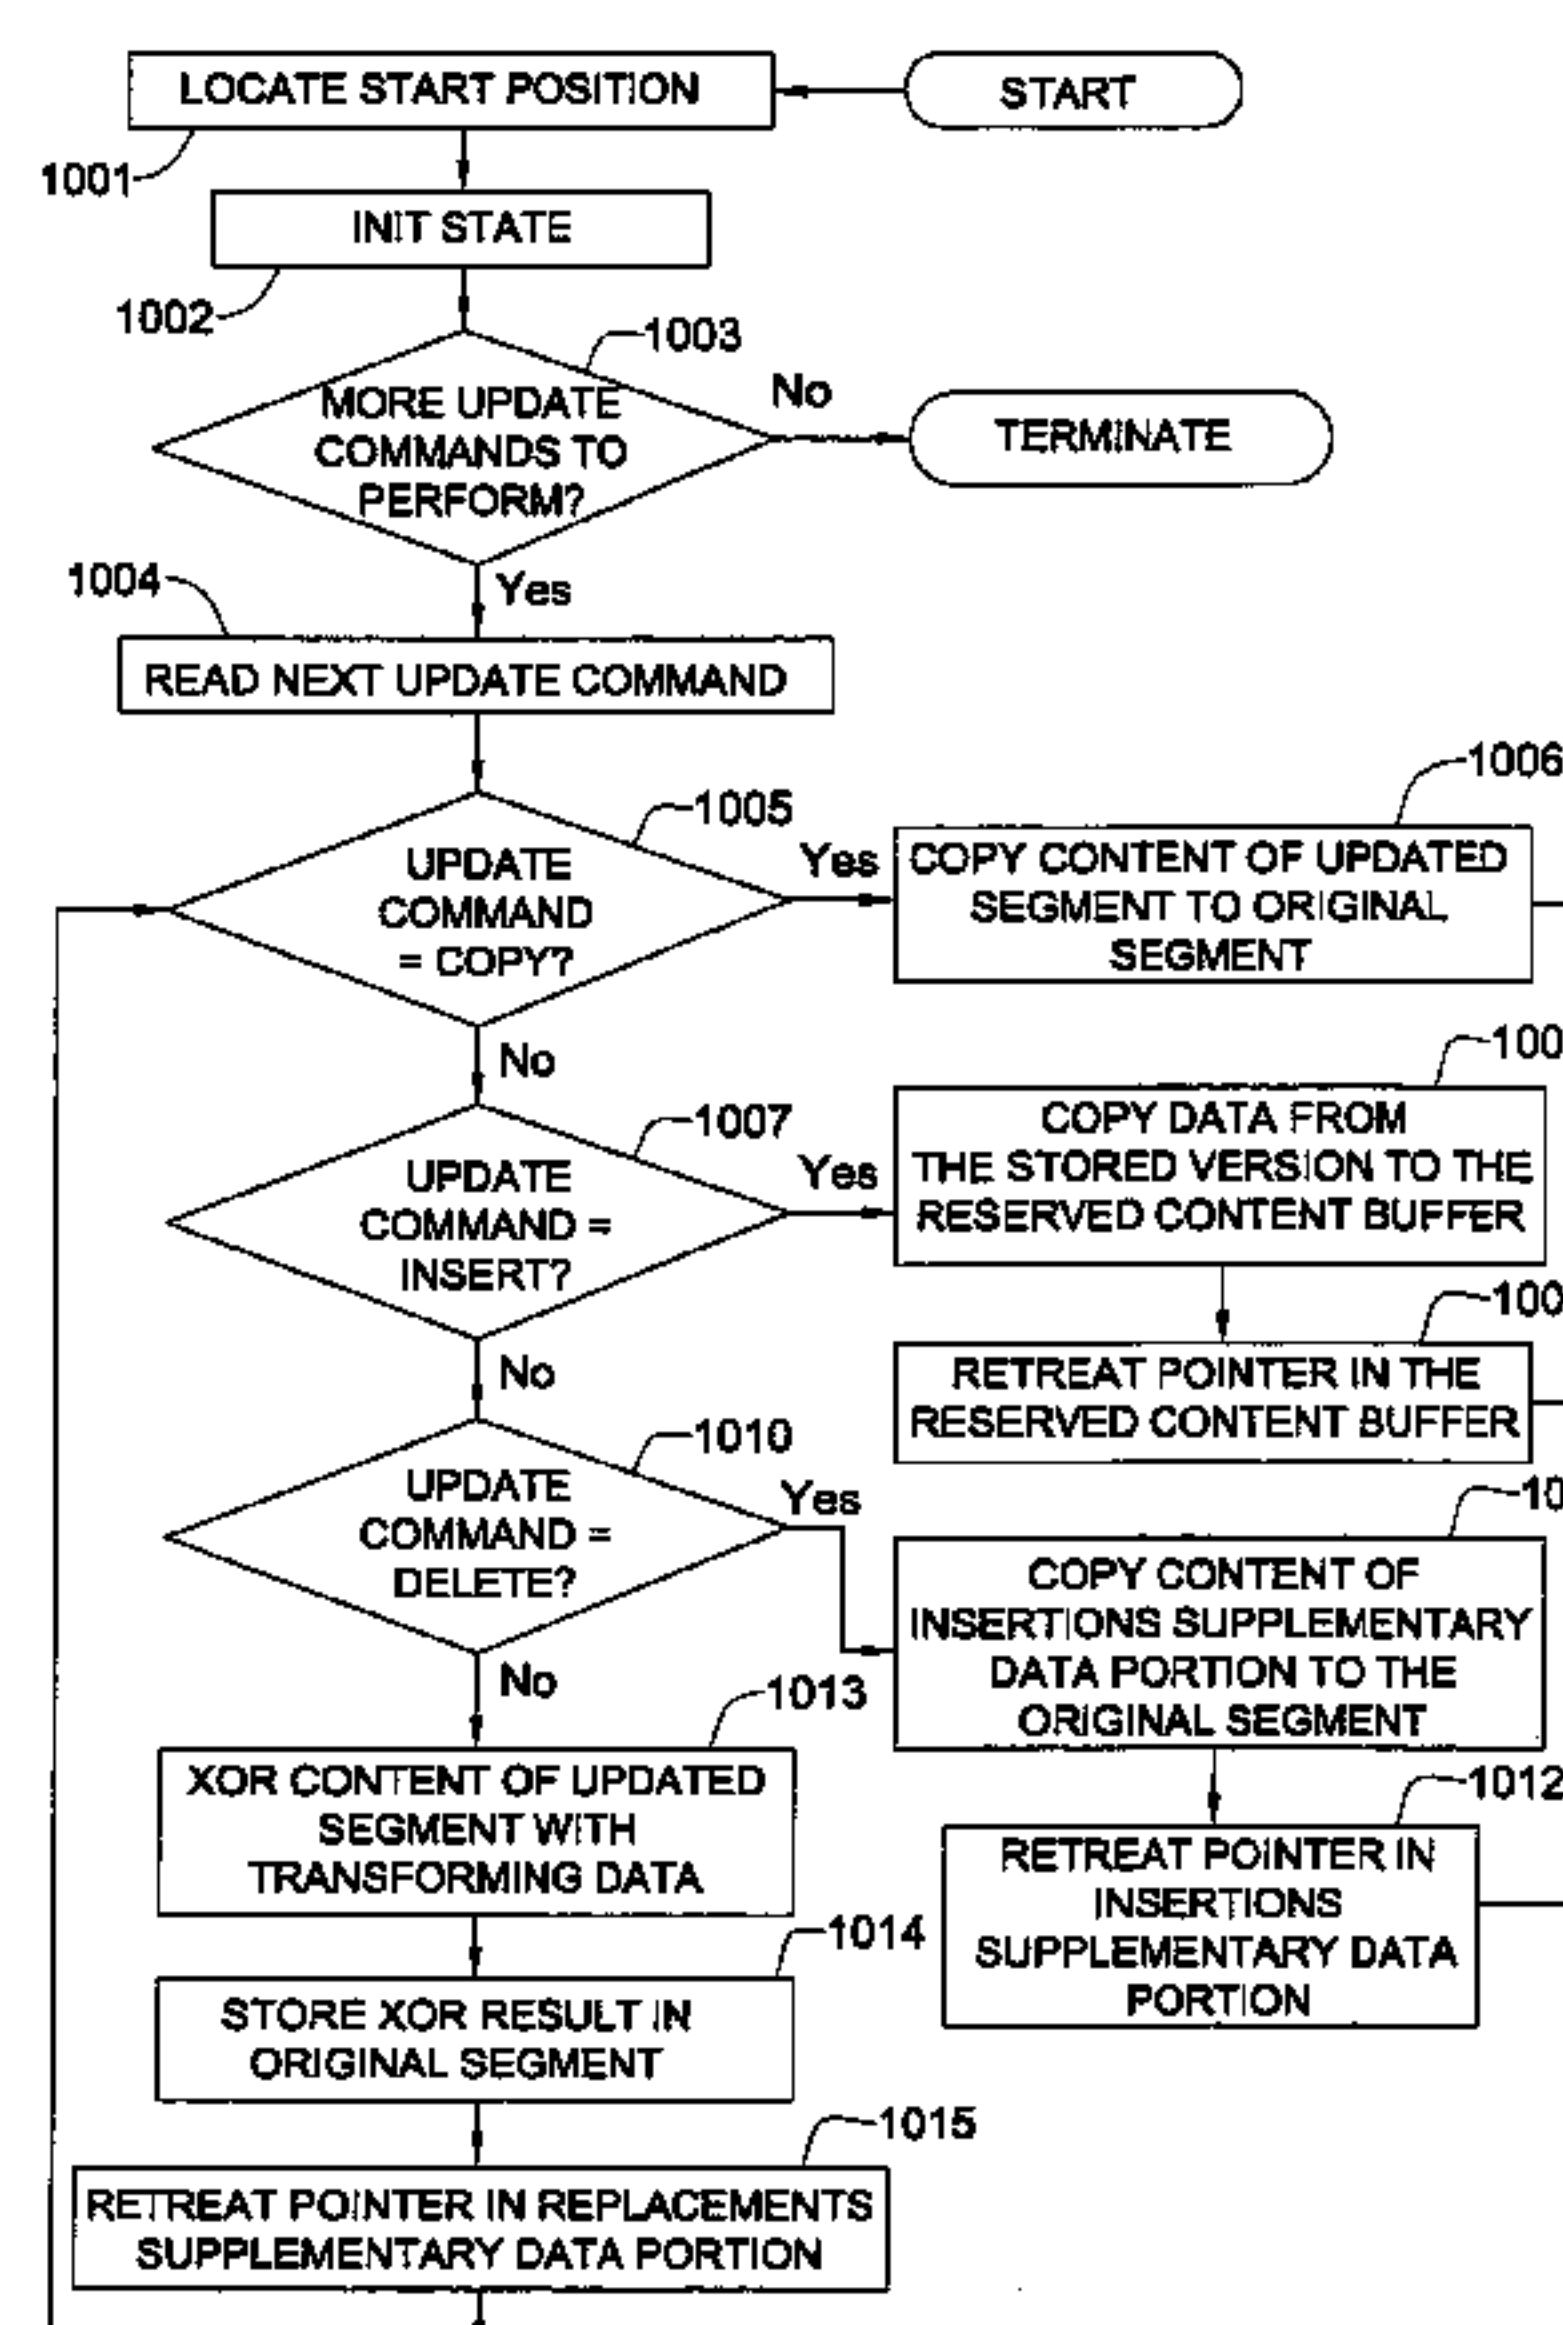 LOCATE START POSITION
START
1001
INIT STATE
1002
1003
MORE UPDATE
COMMANDS TO
PERFORM?
No
TERMINATE
1004
Yes
READ NEXT UPDATE COMMAND
1005
1006
UPDATE
COMMAND
= COPY?
Yes
COPY CONTENT OF UPDATED
SEGMENT TO ORIGINAL
SEGMENT
No
100
1007
UPDATE
COMMAND =
INSERT?
Yes
COPY DATA FROM
THE STORED VERSION TO THE
RESERVED CONTENT BUFFER
No
100
RETREAT POINTER IN THE
RESERVED CONTENT BUFFER
1010
UPDATE
COMMAND =
DELETE?
Yes
10
COPY CONTENT OF
INSERTIONS SUPPLEMENTARY
DATA PORTION TO THE
ORIGINAL SEGMENT
No
1013
XOR CONTENT OF UPDATED
SEGMENT WITH
TRANSFORMING DATA
1012
RETREAT POINTER IN
INSERTIONS
SUPPLEMENTARY DATA
PORTION
1014
STORE XOR RESULT IN
ORIGINAL SEGMENT
1015
RETREAT POINTER IN REPLACEMENTS
SUPPLEMENTARY DATA PORTION